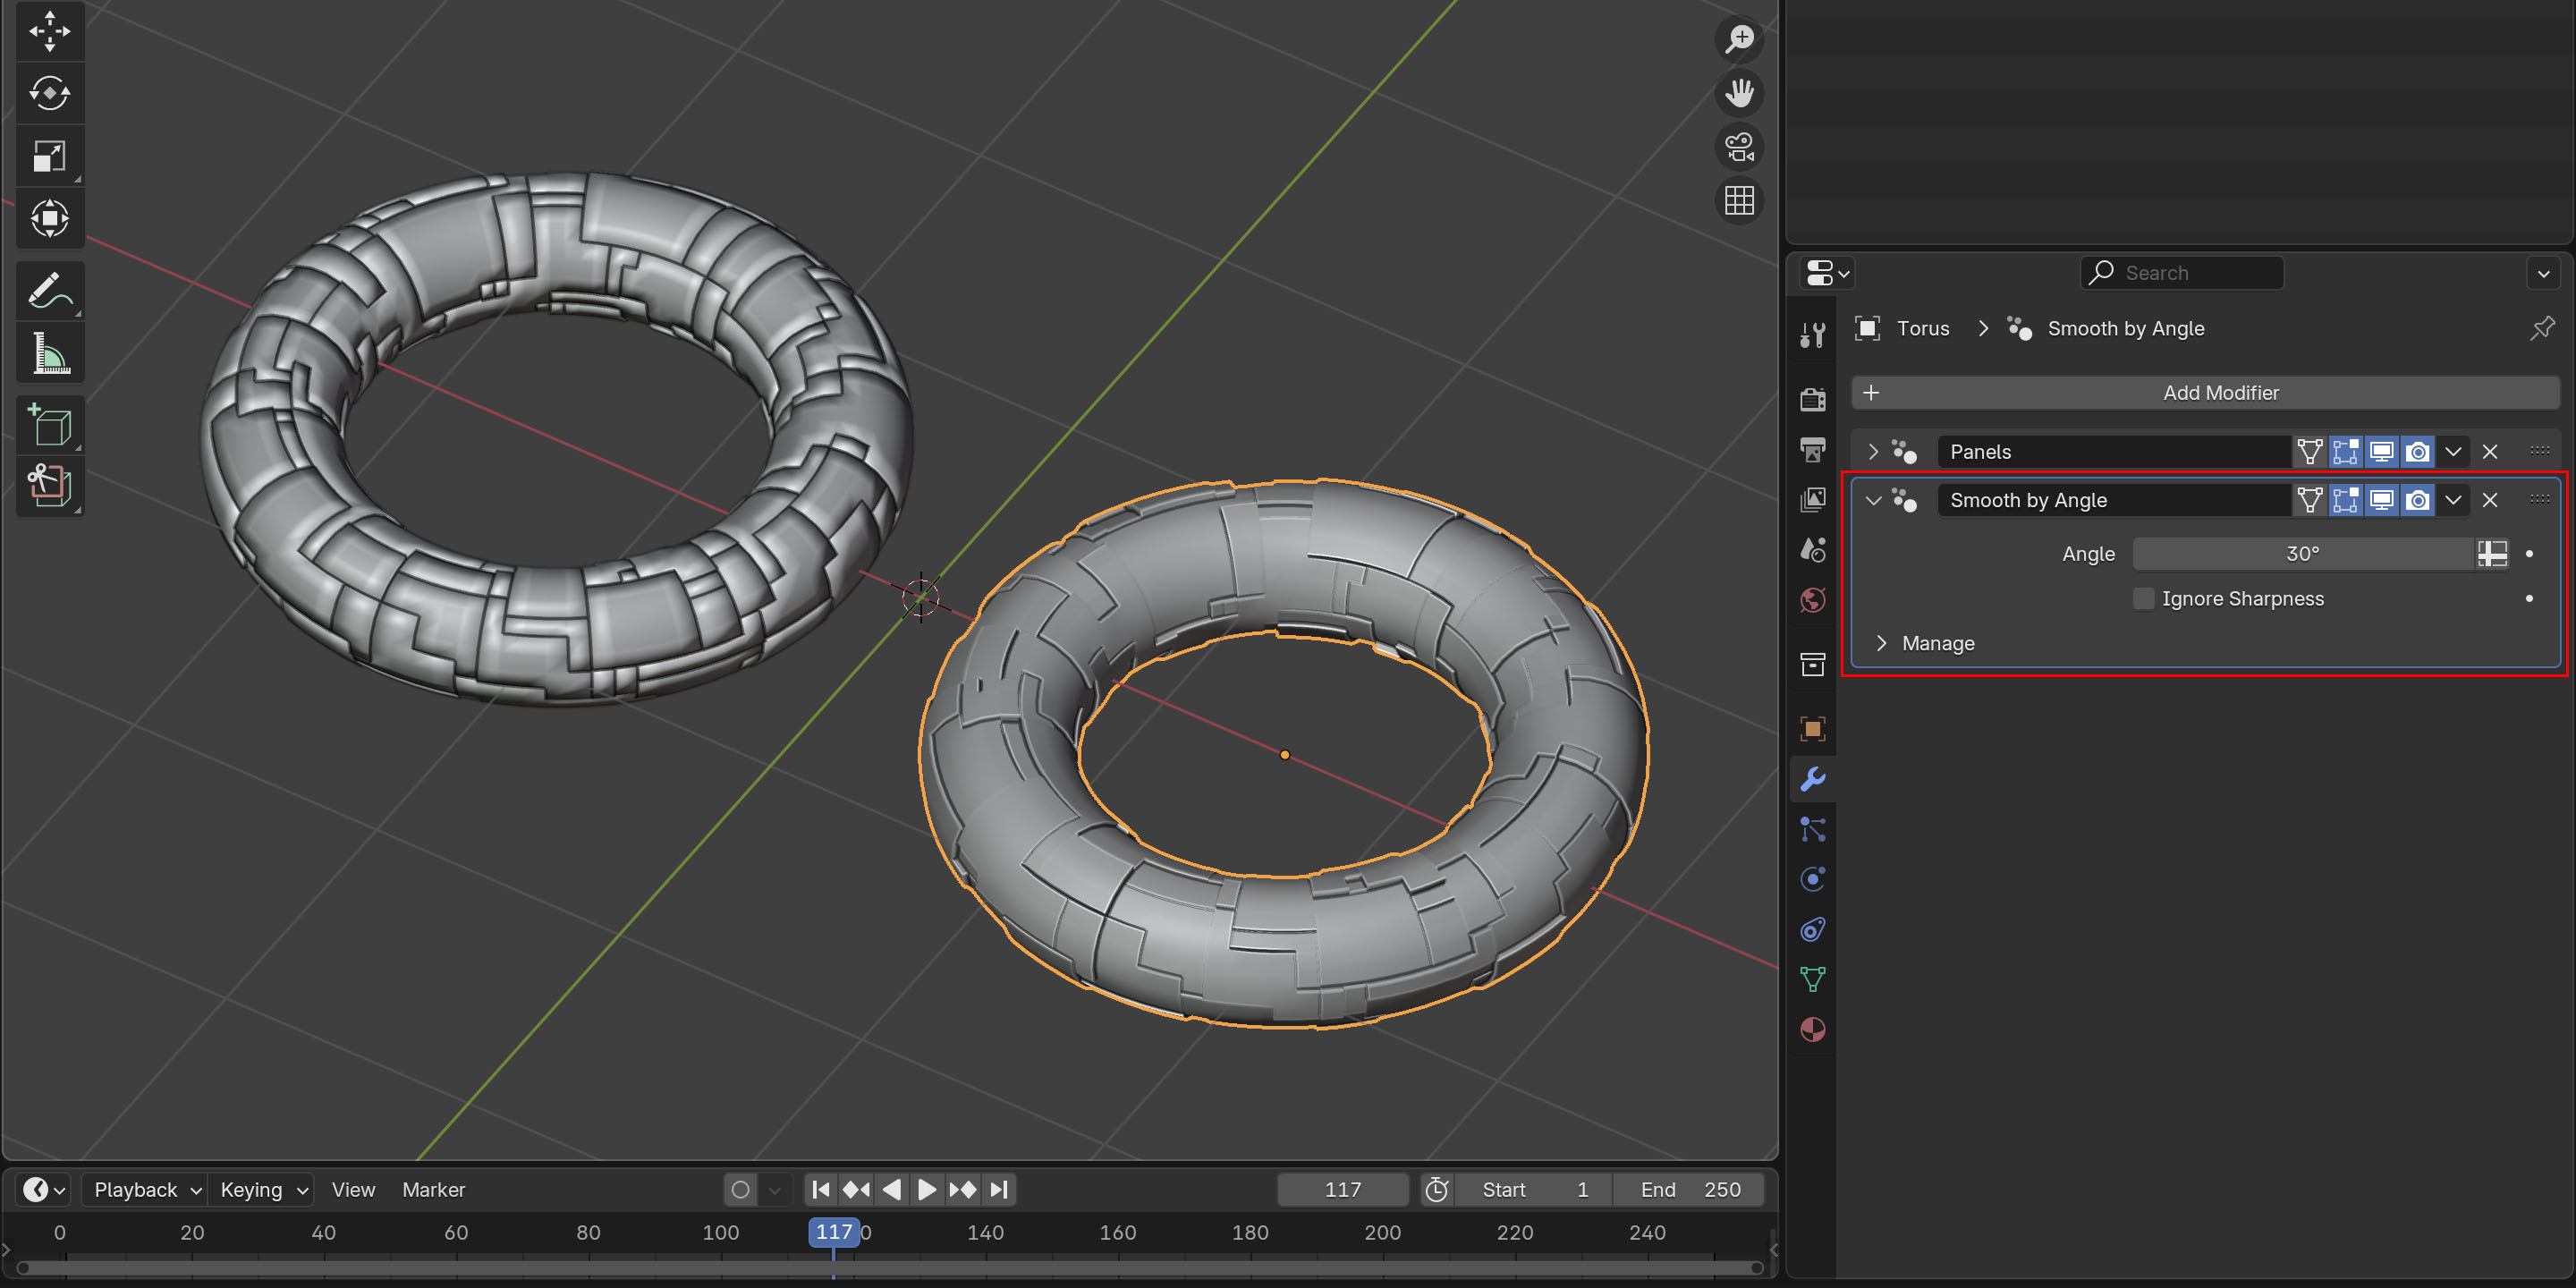 Search
Torus Smooth by Angle
Add Modifier
Panels
Smooth by Angle
Angle 30°
Ignore Sharpness
Manage
Playback Keying View Marker 117 Start 1 End 250
0 20 40 60 80 100 117 0 140 160 180 200 220 240